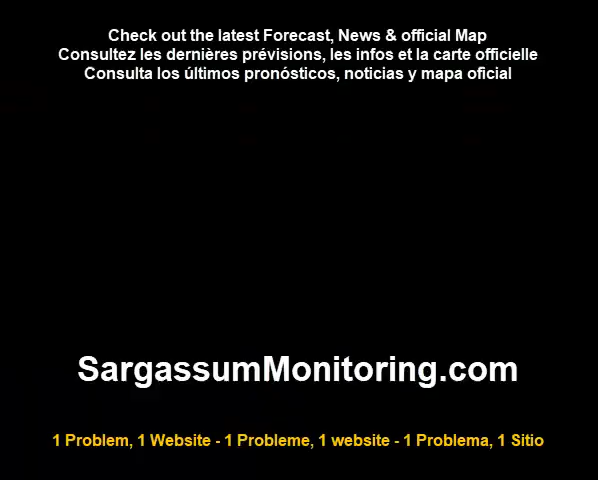 Check out the latest Forecast, News & official Map
Consultez les dernières prévisions, les infos et la carte officielle
Consulta los últimos pronósticos, noticias y mapa oficial
SargassumMonitoring.com
1 Problem, 1 Website - 1 Probleme, 1 website - 1 Problema, 1 Sitio